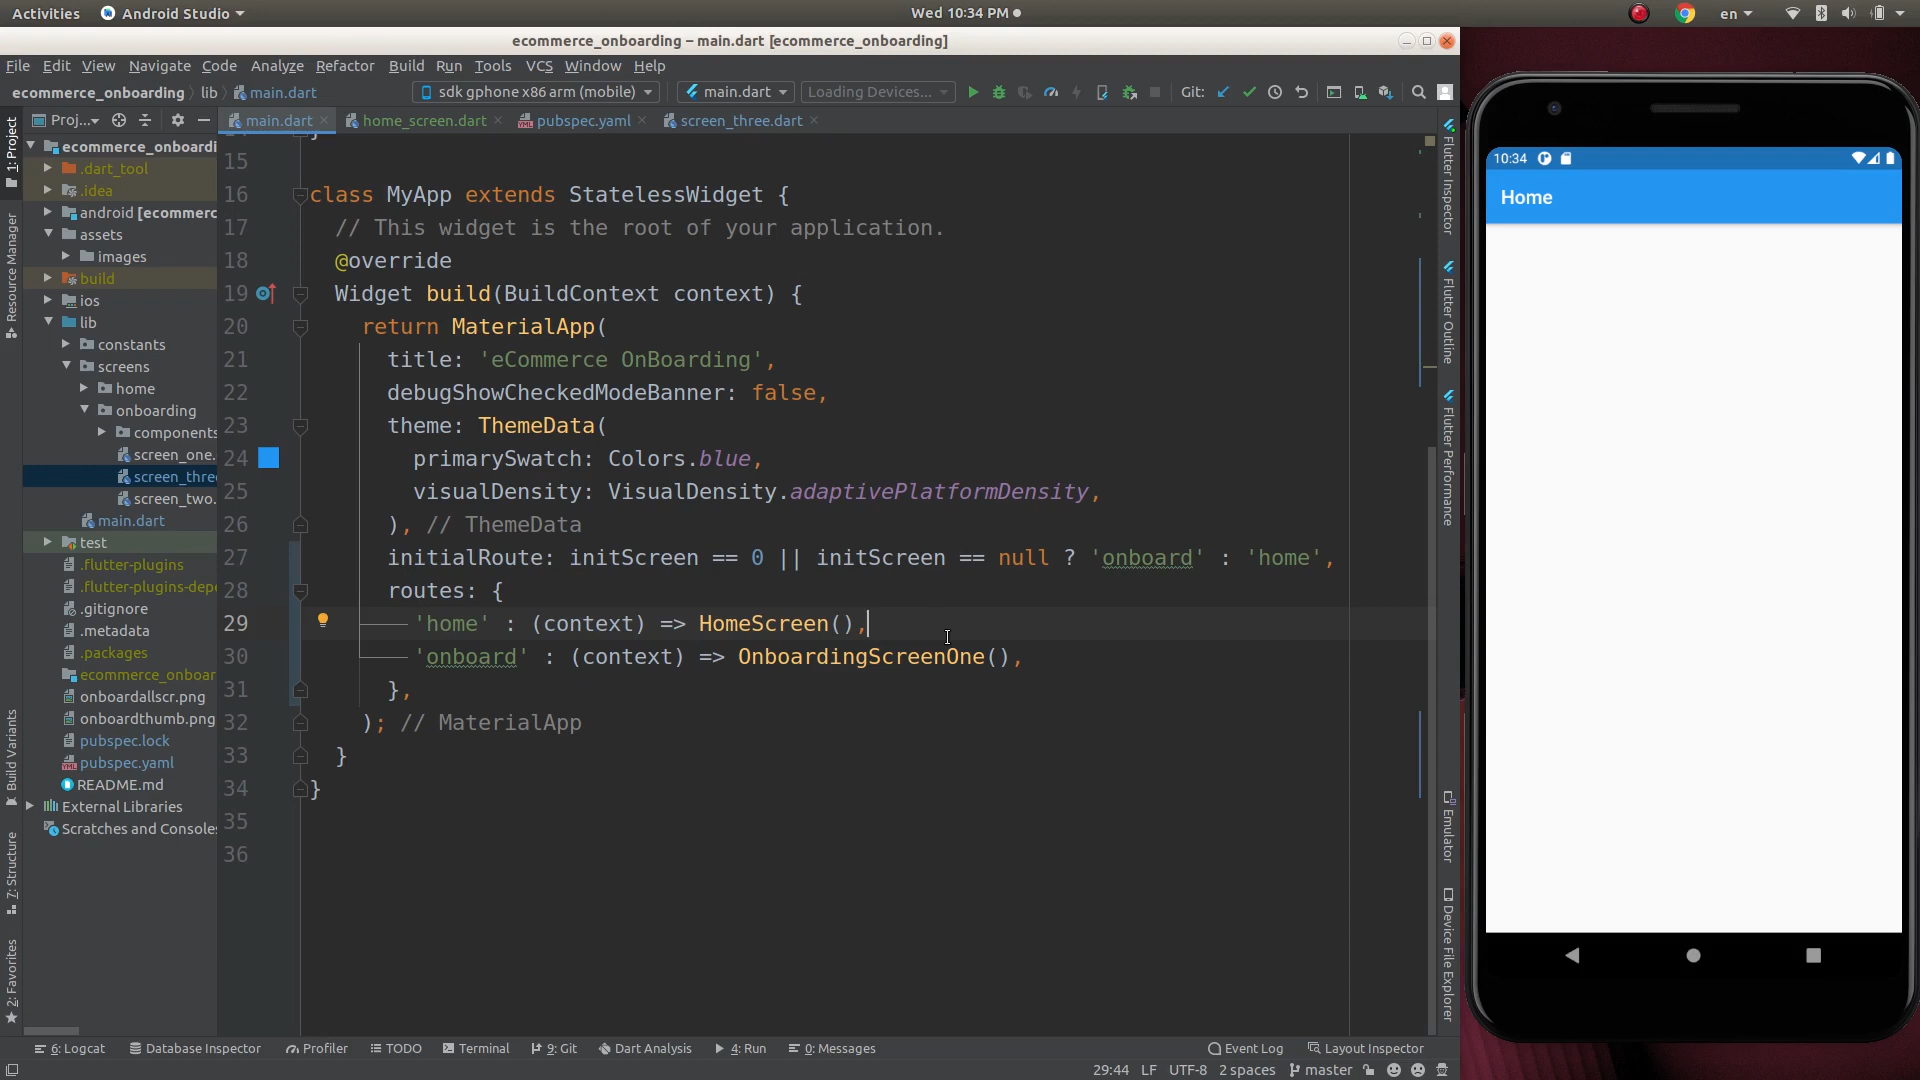 Activities
Android Studio
Wed 10:34 PM
en
ecommerce_onboarding – main.dart [ecommerce_onboarding]
File Edit View Navigate Code Analyze Refactor Build Run Tools VCS Window Help
ecommerce_onboarding lib main.dart
sdk gphone x86 arm (mobile)
main.dart
Loading Devices...
Git:
1: Project
Resource Manager
Build Variants
7: Structure
2: Favorites
Proj...
main.dart
home_screen.dart
pubspec.yaml
screen_three.dart
ecommerce_onboardi
.dart_tool
.idea
android [ecommerc
assets
images
build
ios
lib
constants
screens
home
onboarding
components
screen_one.
screen_three
screen_two.
main.dart
test
.flutter-plugins
.flutter-plugins-depe
.gitignore
.metadata
.packages
ecommerce_onboar
onboardallscr.png
onboardthumb.png
pubspec.lock
pubspec.yaml
README.md
External Libraries
Scratches and Consoles
15
16 class MyApp extends StatelessWidget {
17 // This widget is the root of your application.
18 @override
19 Widget build(BuildContext context) {
20 return MaterialApp(
21 title: 'eCommerce OnBoarding',
22 debugShowCheckedModeBanner: false,
23 theme: ThemeData(
24 primarySwatch: Colors.blue,
25 visualDensity: VisualDensity.adaptivePlatformDensity,
26 ), // ThemeData
27 initialRoute: initScreen == 0 || initScreen == null ? 'onboard' : 'home',
28 routes: {
29 'home' : (context) => HomeScreen(),
30 'onboard' : (context) => OnboardingScreenOne(),
31 },
32 ); // MaterialApp
33 }
34 }
35
36
Flutter Inspector
Flutter Outline
Flutter Performance
Emulator
Device File Explorer
10:34
Home
6: Logcat
Database Inspector
Profiler
TODO
Terminal
9: Git
Dart Analysis
4: Run
0: Messages
Event Log
Layout Inspector
29:44 LF UTF-8 2 spaces master